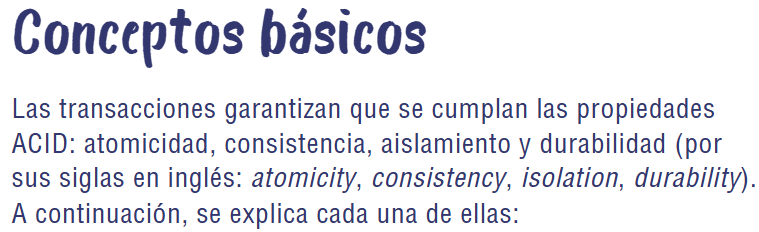 Conceptos básicos
Las transacciones garantizan que se cumplan las propiedades
ACID: atomicidad, consistencia, aislamiento y durabilidad (por
sus siglas en inglés: atomicity, consistency, isolation, durability).
A continuación, se explica cada una de ellas: